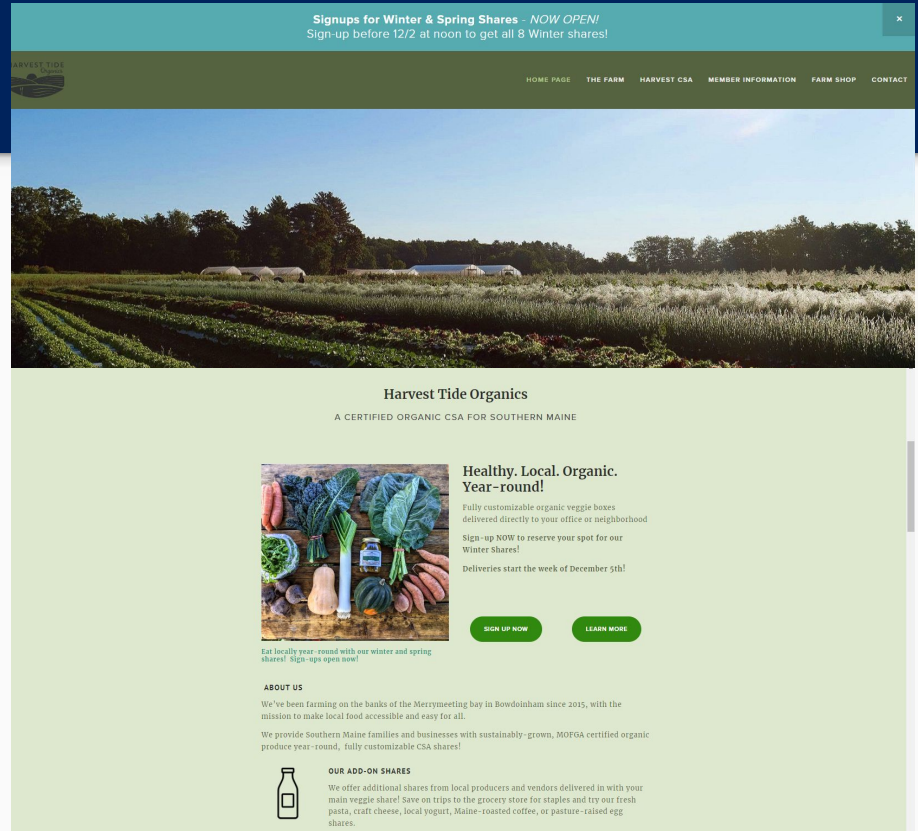 Signups for Winter & Spring Shares - NOW OPEN!
Sign-up before 12/2 at noon to get all 8 Winter shares!
×
HARVEST TIDE
Organics
HOME PAGE THE FARM HARVEST CSA MEMBER INFORMATION FARM SHOP CONTACT
Harvest Tide Organics
A CERTIFIED ORGANIC CSA FOR SOUTHERN MAINE
Healthy. Local. Organic.
Year-round!
Fully customizable organic veggie boxes
delivered directly to your office or neighborhood
Sign-up NOW to reserve your spot for our
Winter Shares!
Deliveries start the week of December 5th!
SIGN UP NOW LEARN MORE
Eat locally year-round with our winter and spring
shares! Sign-ups open now!
ABOUT US
We've been farming on the banks of the Merrymeeting bay in Bowdoinham since 2015, with the
mission to make local food accessible and easy for all.
We provide Southern Maine families and businesses with sustainably-grown, MOFGA certified organic
produce year-round, fully customizable CSA shares!
OUR ADD-ON SHARES
We offer additional shares from local producers and vendors delivered in with your
main veggie share! Save on trips to the grocery store for staples and try our fresh
pasta, craft cheese, local yogurt, Maine-roasted coffee, or pasture-raised egg
shares.